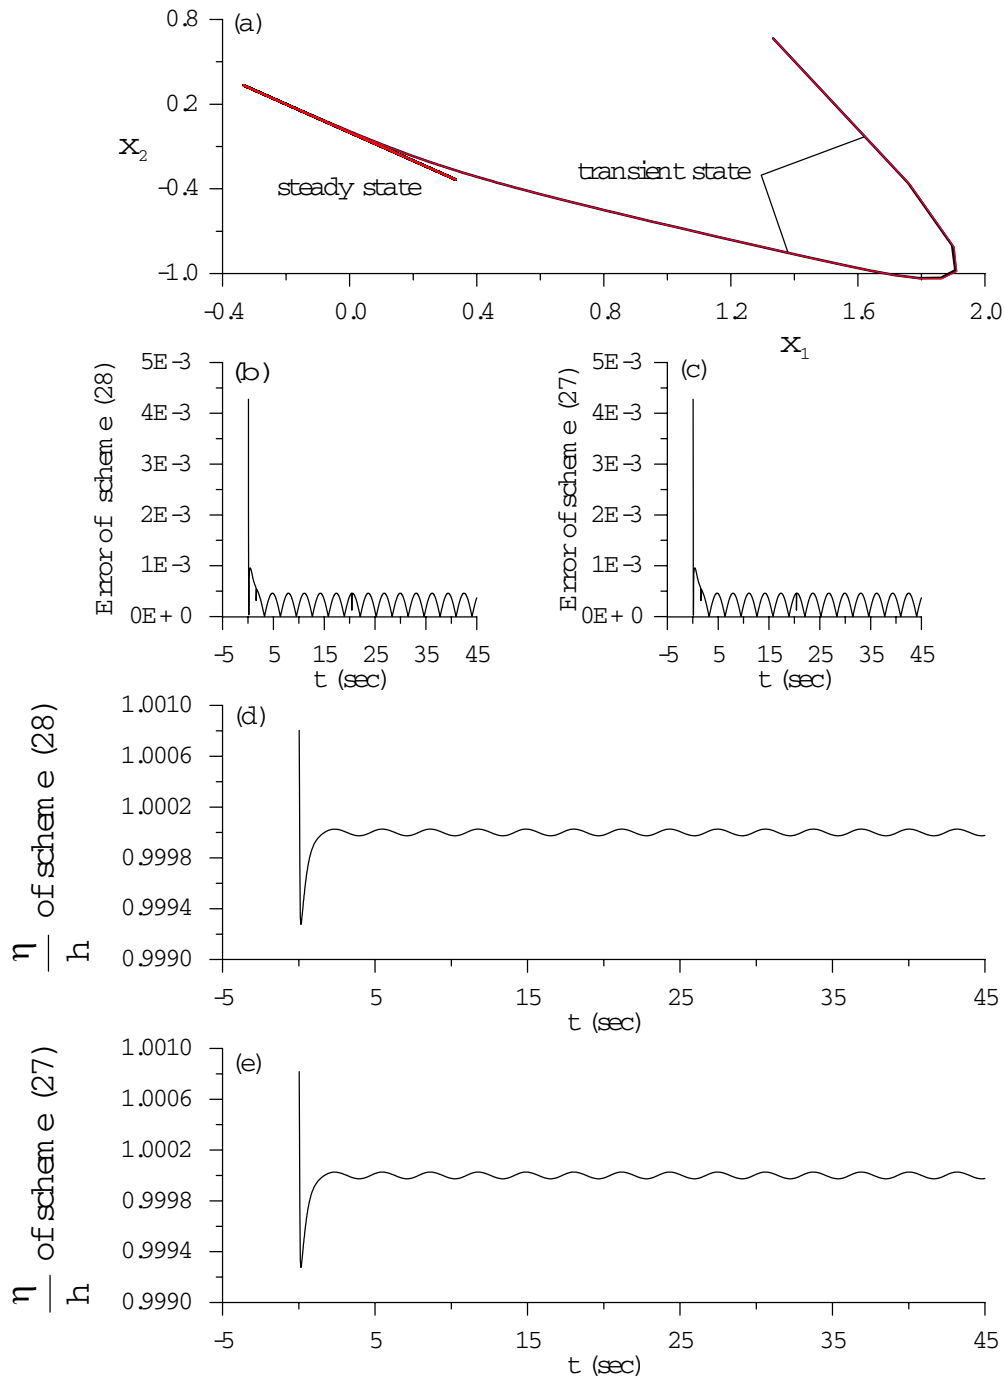 (a)
0.8
0.2
-0.4
-1.0
x2
steady state
transient state
-0.4 0.0 0.4 0.8 1.2 1.6 2.0
x1
(b)
5E-3
4E-3
3E-3
2E-3
1E-3
0E+0
Error of scheme (28)
-5 5 15 25 35 45
t (sec)
(c)
5E-3
4E-3
3E-3
2E-3
1E-3
0E+0
Error of scheme (27)
-5 5 15 25 35 45
t (sec)
(d)
1.0010
1.0006
1.0002
0.9998
0.9994
0.9990
η/h of scheme (28)
-5 5 15 25 35 45
t (sec)
(e)
1.0010
1.0006
1.0002
0.9998
0.9994
0.9990
η/h of scheme (27)
-5 5 15 25 35 45
t (sec)